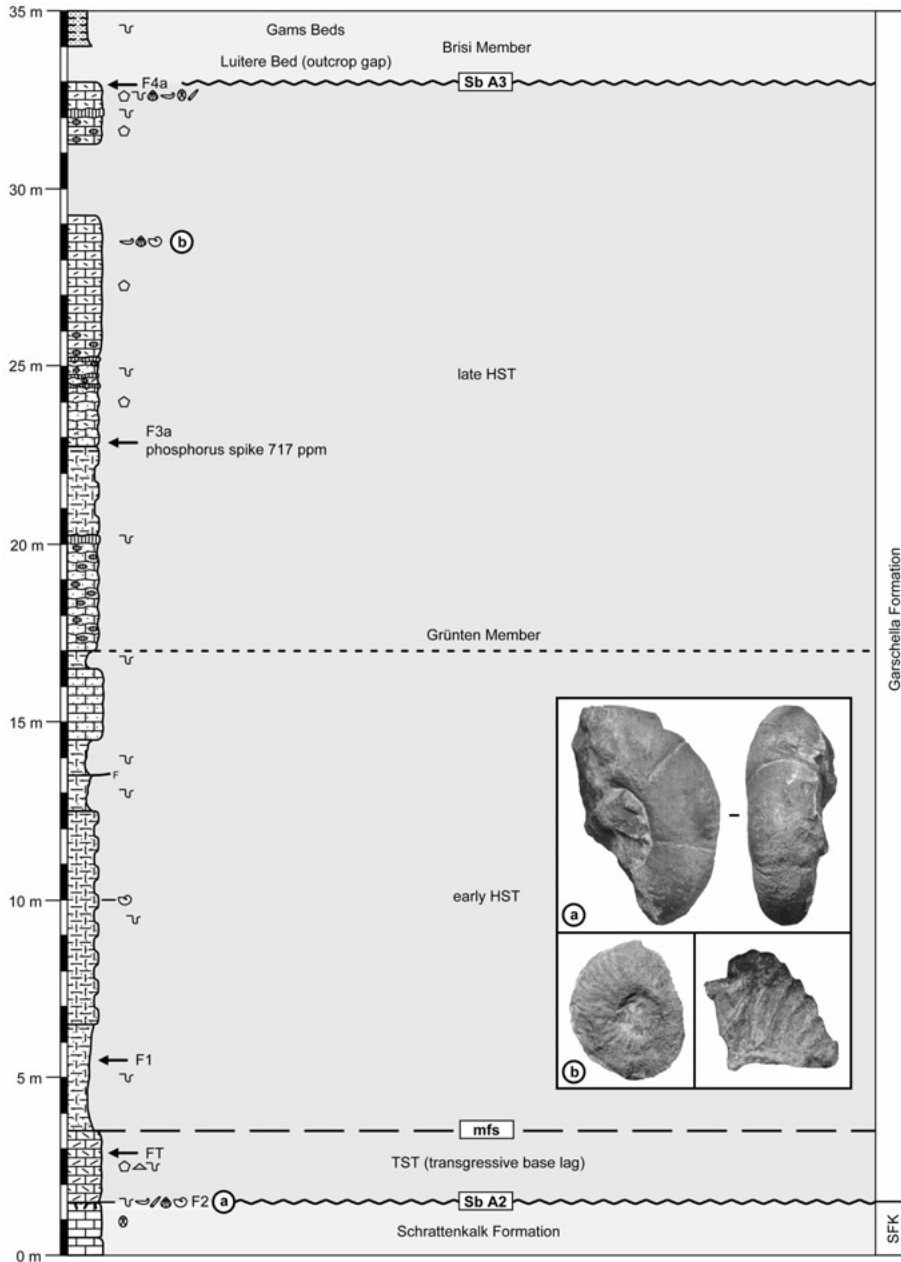 35 m
Gams Beds
Brisi Member
Luitere Bed (outcrop gap)
F4a
Sb A3
30 m
b
25 m
late HST
F3a
phosphorus spike 717 ppm
20 m
Grünten Member
Garschella Formation
15 m
F
10 m
early HST
a
b
F1
5 m
mfs
FT
TST (transgressive base lag)
F2 a
Sb A2
Schrattenkalk Formation
SFK
0 m